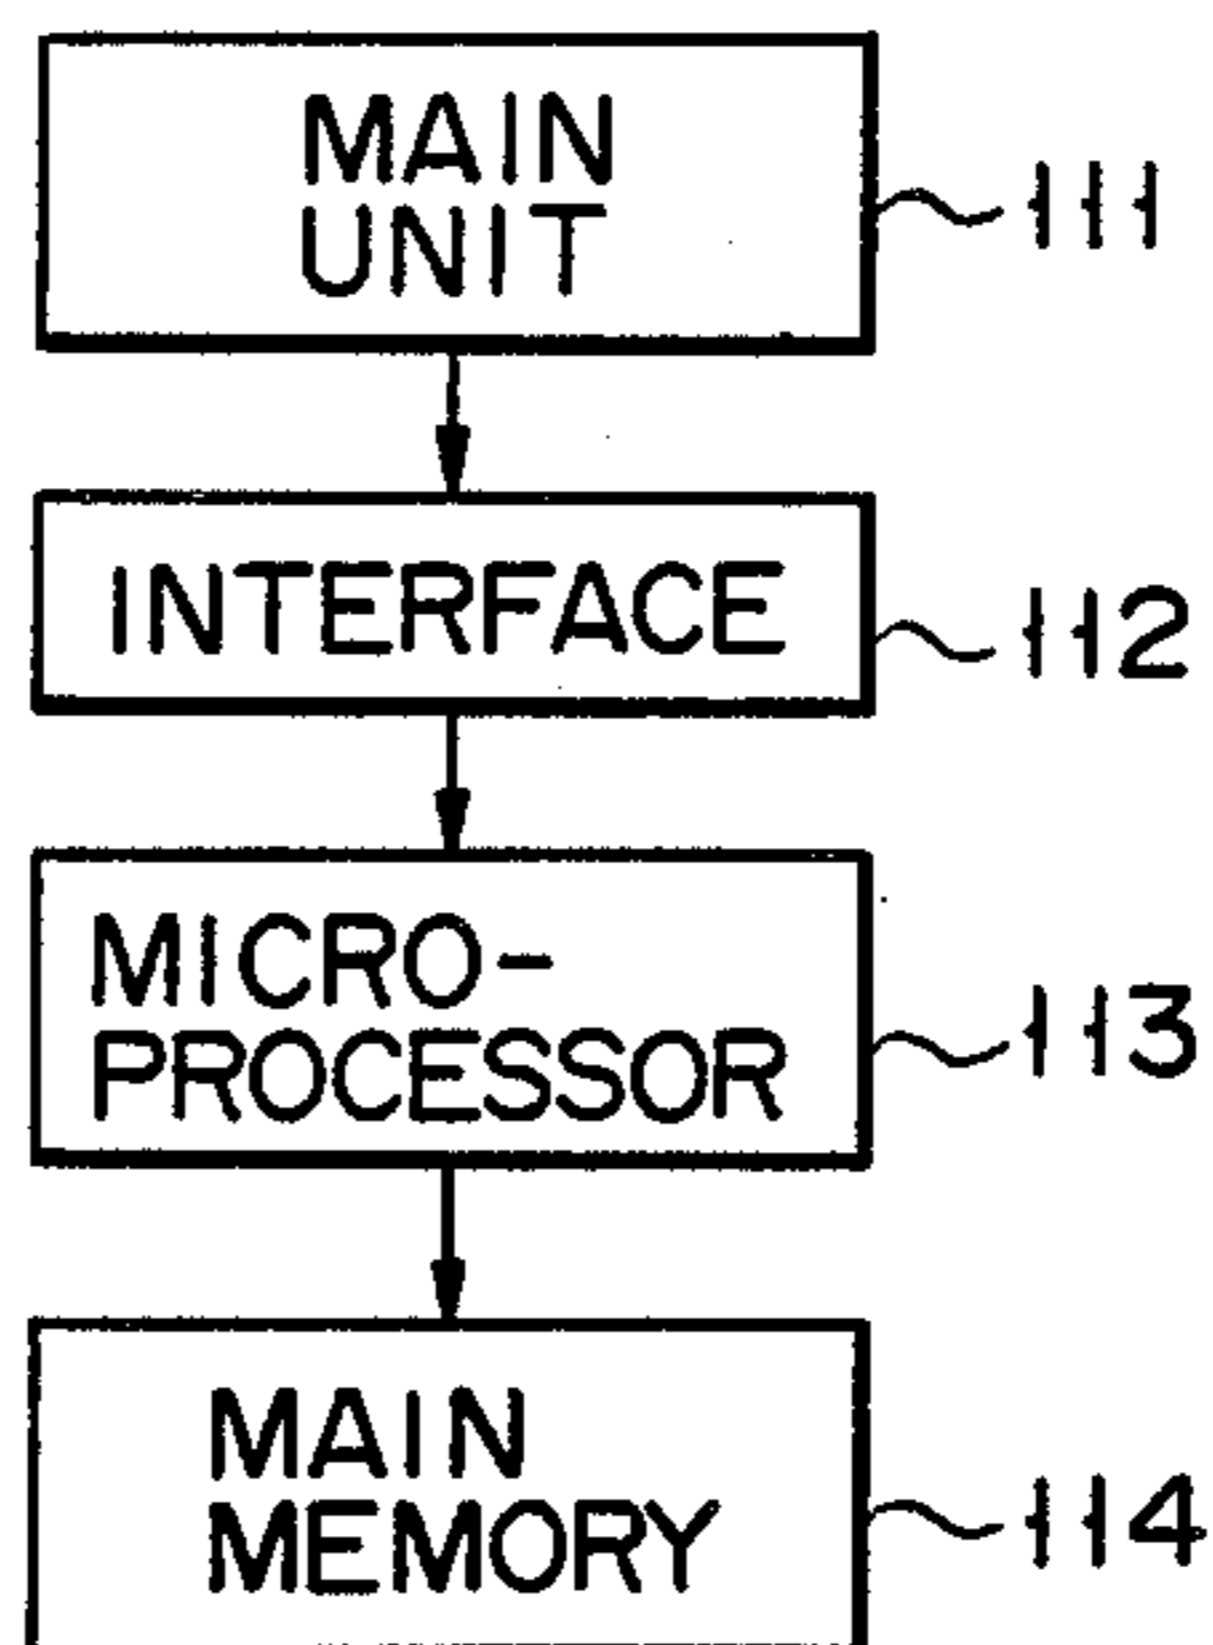 MAIN
UNIT
111
INTERFACE
112
MICRO-
PROCESSOR
113
MAIN
MEMORY
114